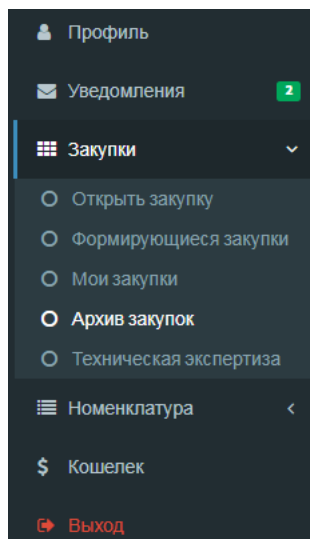 Профиль
Уведомления 2
Закупки
Открыть закупку
Формирующиеся закупки
Мои закупки
Архив закупок
Техническая экспертиза
Номенклатура
$ Кошелек
Выход